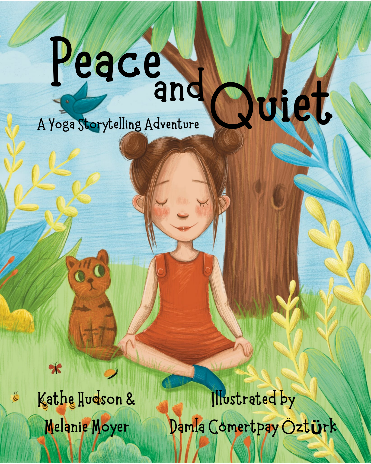 Peace
and
Quiet
A Yoga Storytelling Adventure
Kathe Hudson &
Melanie Moyer
Illustrated by
Damla Cömertpay Öztürk